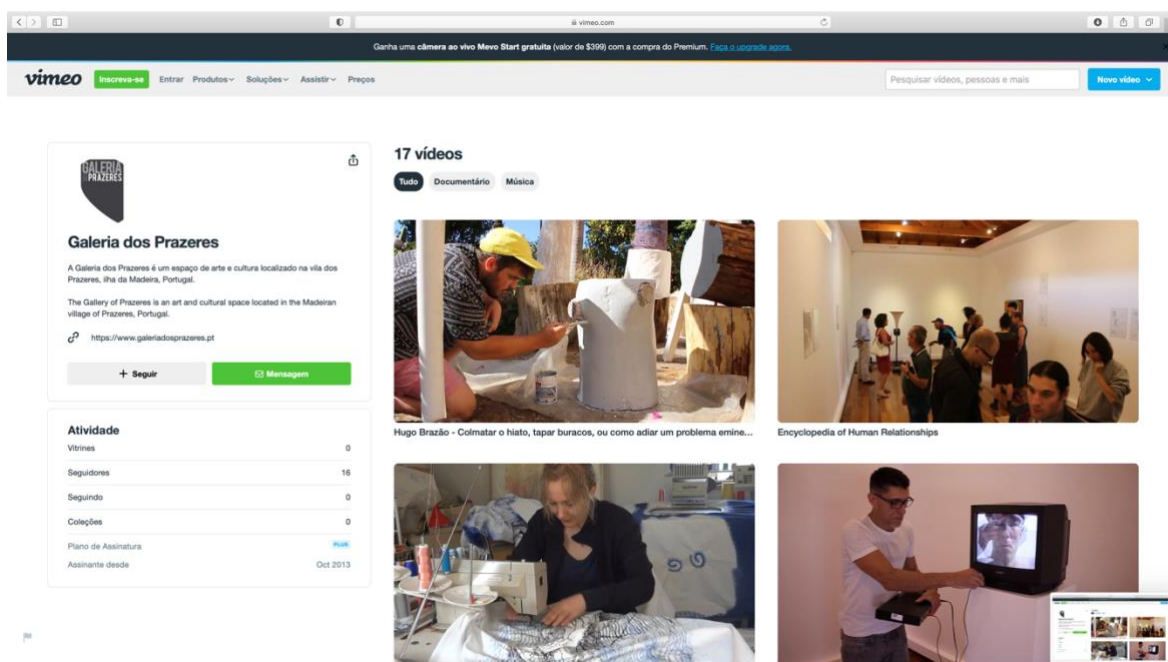 vimeo.com
Ganha uma câmera ao vivo Mevo Start gratuita (valor de $399) com a compra do Premium. Faça o upgrade agora.
vimeo Inscreva-se Entrar Produtos Soluções Assistir Preços Pesquisar vídeos, pessoas e mais Novo vídeo
GALERIA
PRAZERES
Galeria dos Prazeres
A Galeria dos Prazeres é um espaço de arte e cultura localizado na vila dos
Prazeres, ilha da Madeira, Portugal.
The Gallery of Prazeres is an art and cultural space located in the Madeiran
village of Prazeres, Portugal.
https://www.galeriadosprazeres.pt
+ Seguir Mensagem
Atividade
Vitrines 0
Seguidores 16
Seguindo 0
Coleções 0
Plano de Assinatura PLUS
Assinante desde Oct 2013
17 vídeos
Tudo Documentário Música
Hugo Brazão - Colmatar o hiato, tapar buracos, ou como adiar um problema emine...
Encyclopedia of Human Relationships